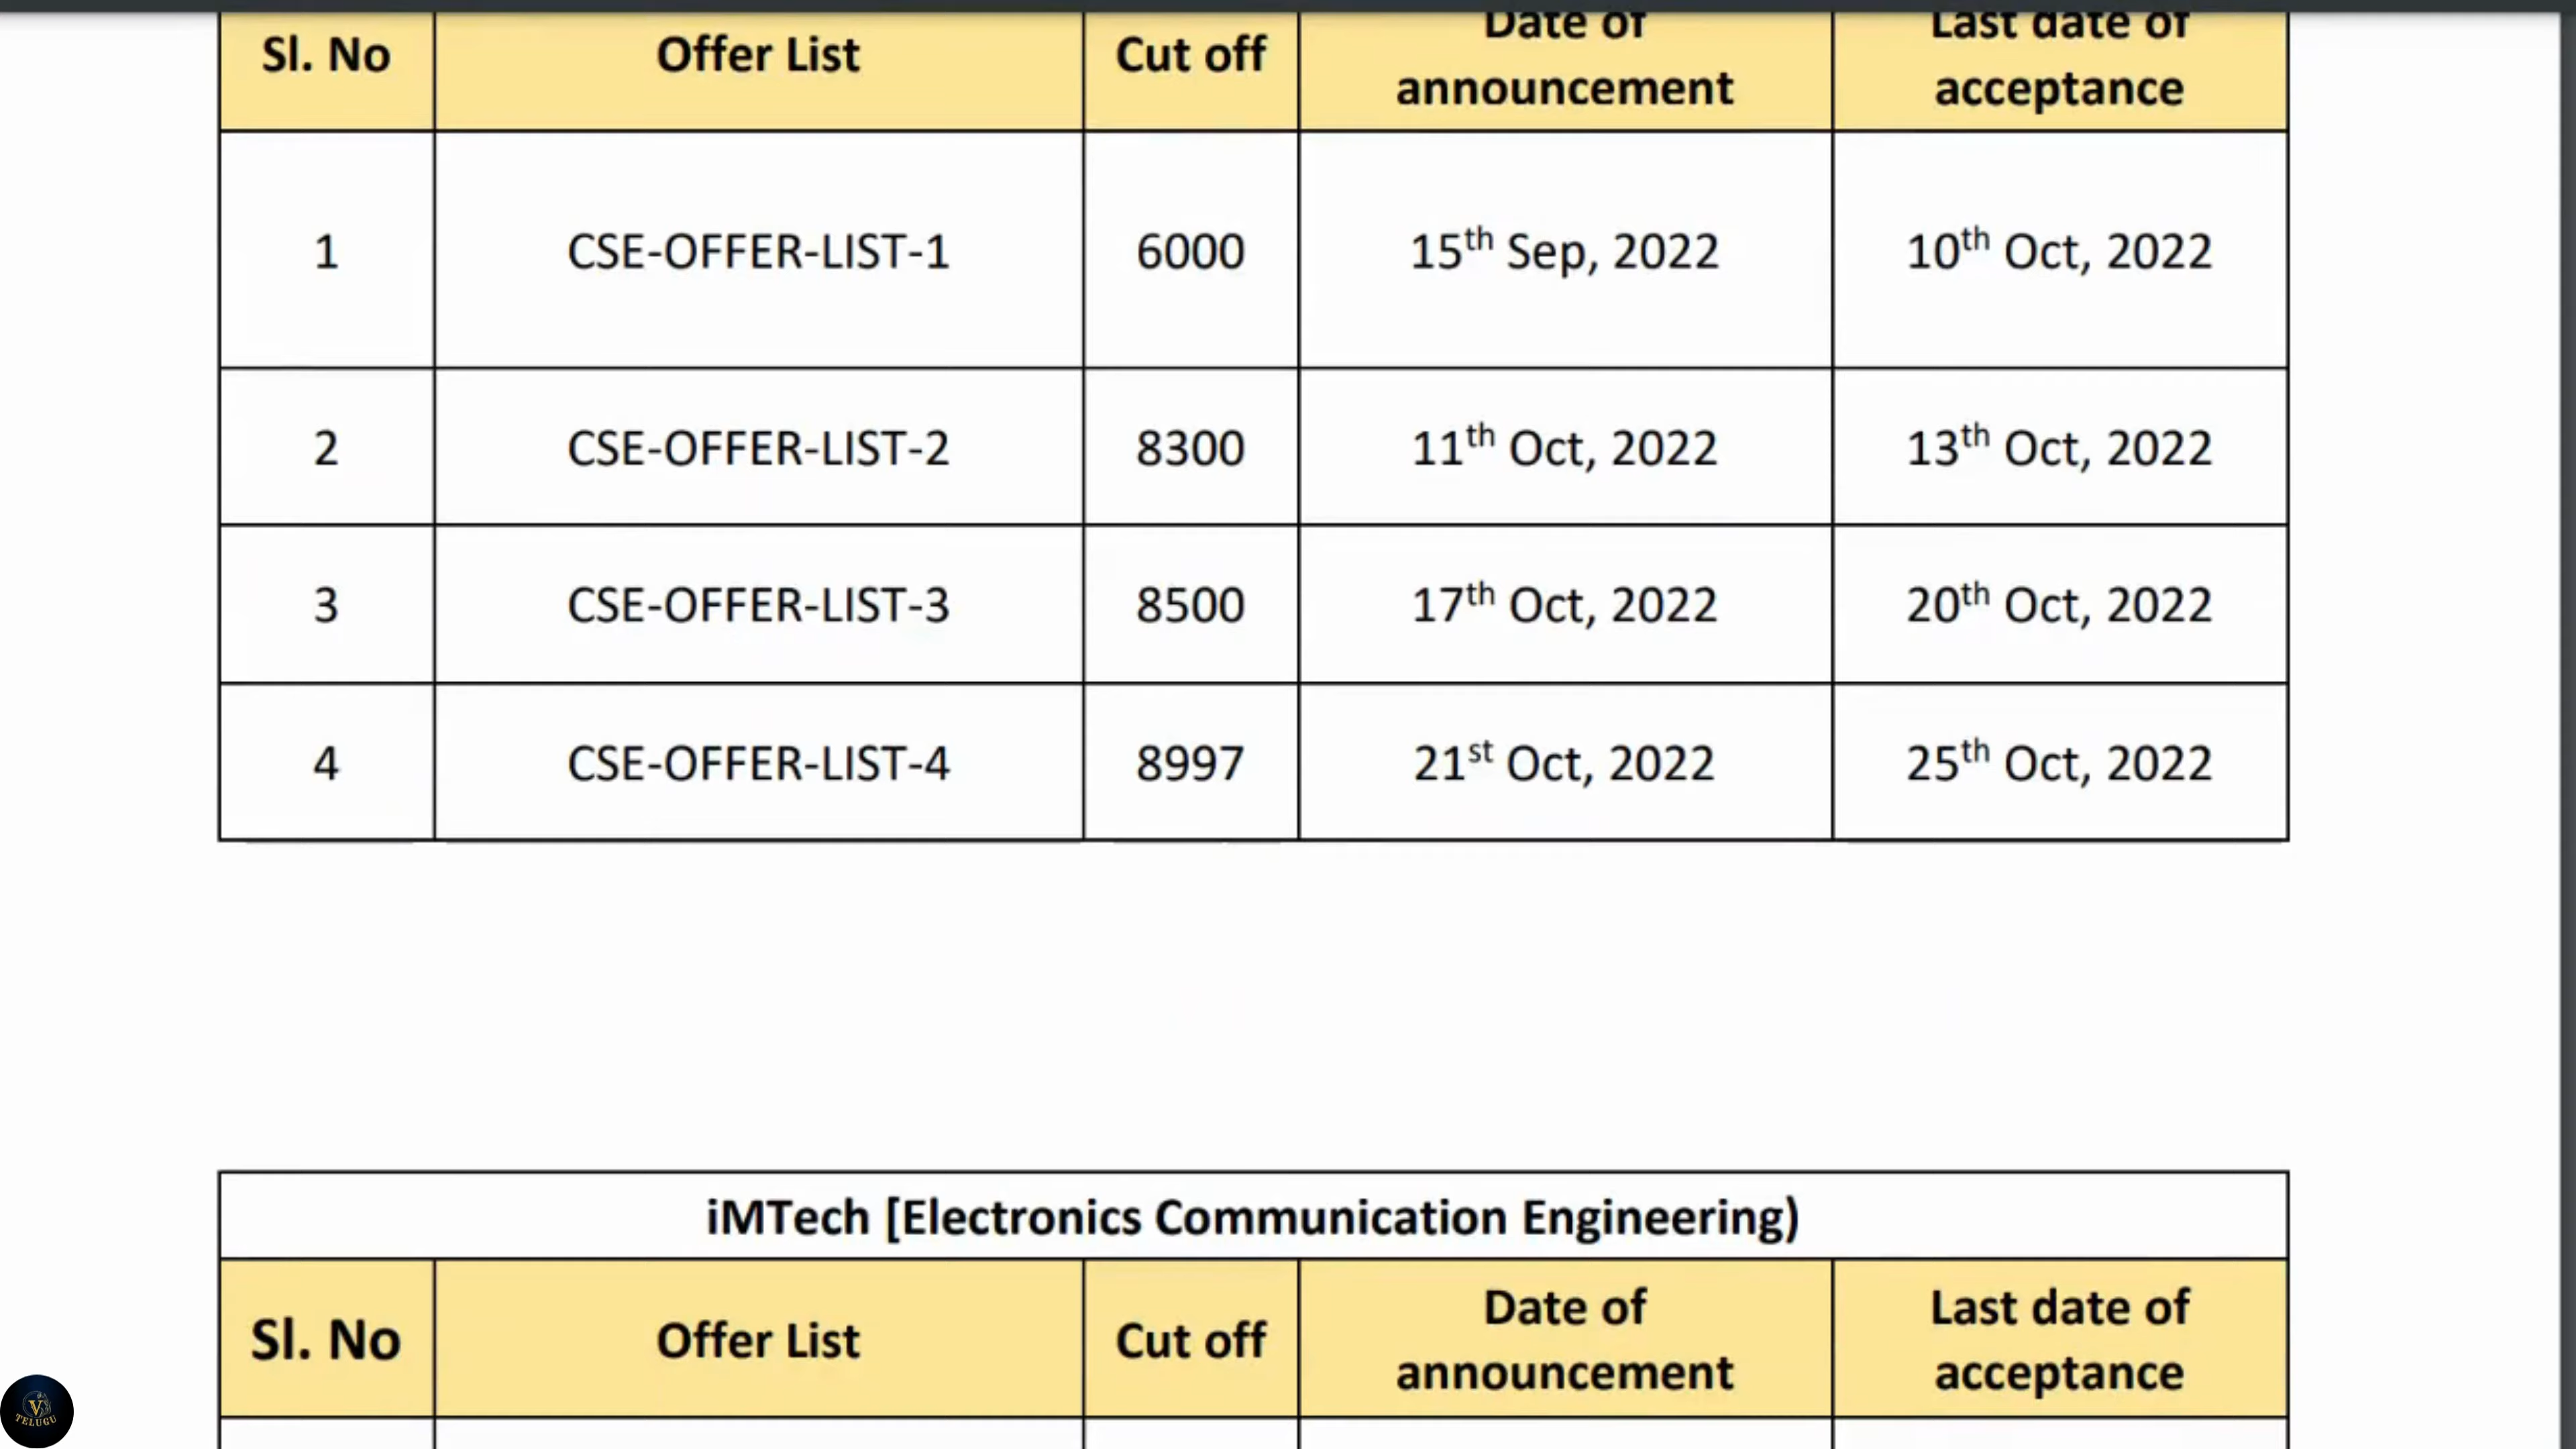 Sl. No Offer List Cut off Date of announcement Last date of acceptance
1 CSE-OFFER-LIST-1 6000 15th Sep, 2022 10th Oct, 2022
2 CSE-OFFER-LIST-2 8300 11th Oct, 2022 13th Oct, 2022
3 CSE-OFFER-LIST-3 8500 17th Oct, 2022 20th Oct, 2022
4 CSE-OFFER-LIST-4 8997 21st Oct, 2022 25th Oct, 2022
iMTech [Electronics Communication Engineering)
Sl. No Offer List Cut off Date of announcement Last date of acceptance
V
TELUGU